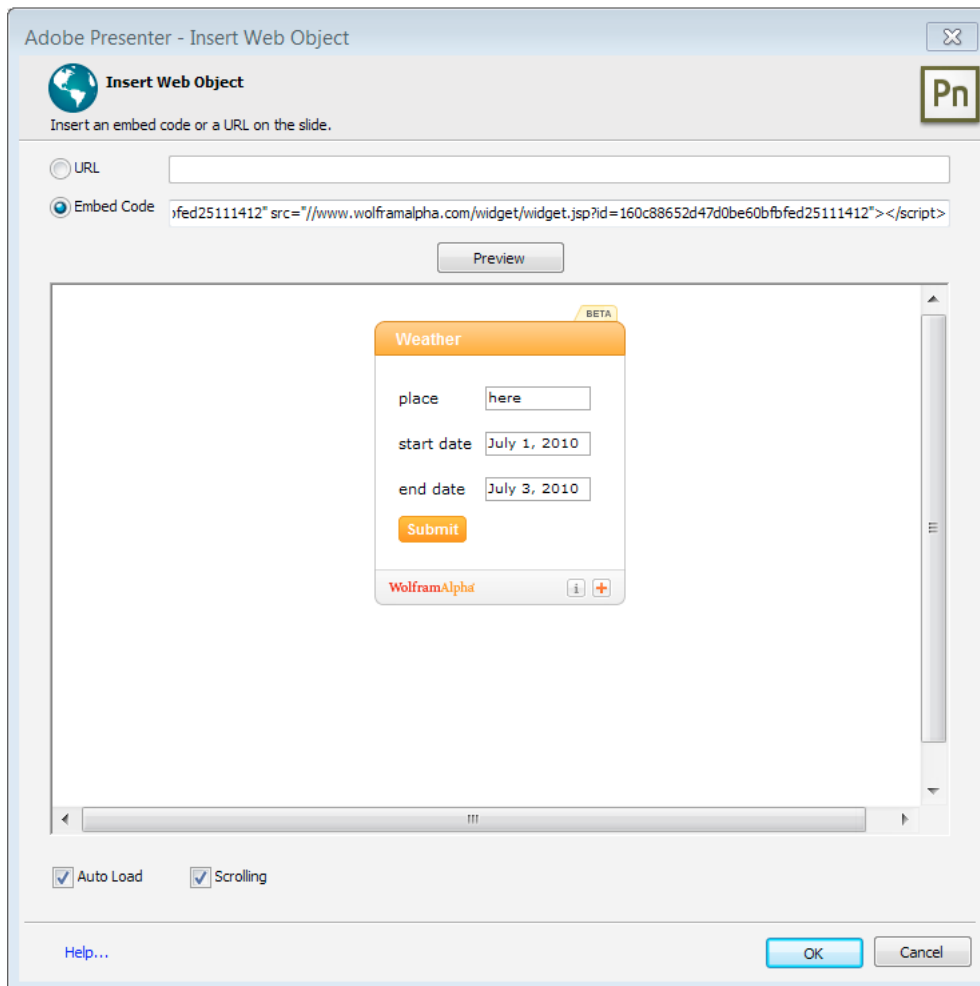 Adobe Presenter - Insert Web Object
Insert Web Object
Pn
Insert an embed code or a URL on the slide.
URL
Embed Code
fed25111412" src="//www.wolframalpha.com/widget/widget.jsp?id=160c88652d47d0be60bfbfed25111412"></script>
Preview
BETA
Weather
place here
start date July 1, 2010
end date July 3, 2010
Submit
WolframAlpha i
Auto Load Scrolling
Help... OK Cancel